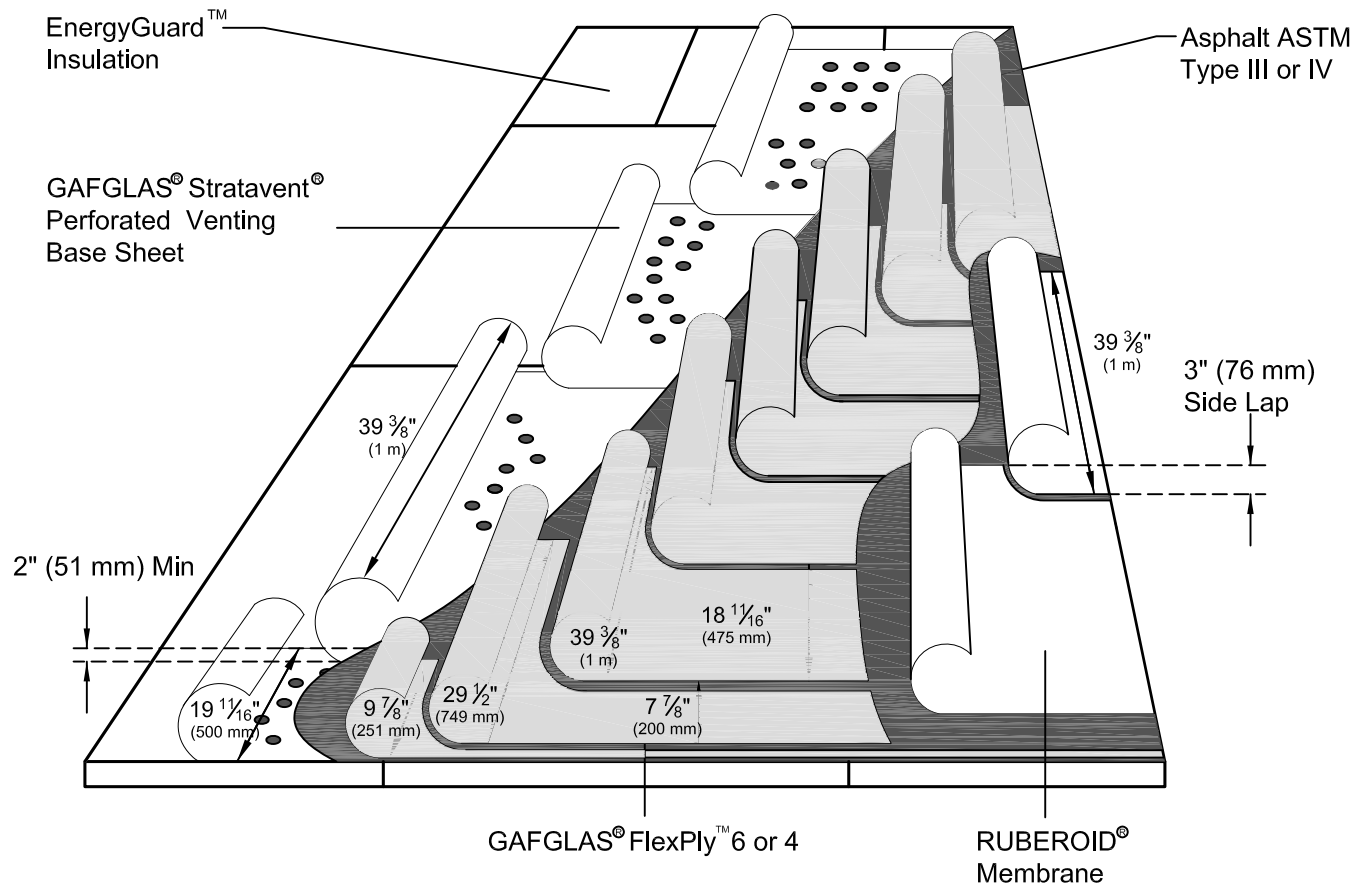 EnergyGuard™
Insulation
Asphalt ASTM
Type III or IV
GAFGLAS® Stratavent®
Perforated Venting
Base Sheet
39 ⅜"
(1 m)
3" (76 mm)
Side Lap
39 ⅜"
(1 m)
2" (51 mm) Min
18 11⁄16"
(475 mm)
39 ⅜"
(1 m)
29 ½"
(749 mm)
9 ⅞"
(251 mm)
19 11⁄16"
(500 mm)
7 ⅞"
(200 mm)
GAFGLAS® FlexPly™ 6 or 4
RUBEROID®
Membrane